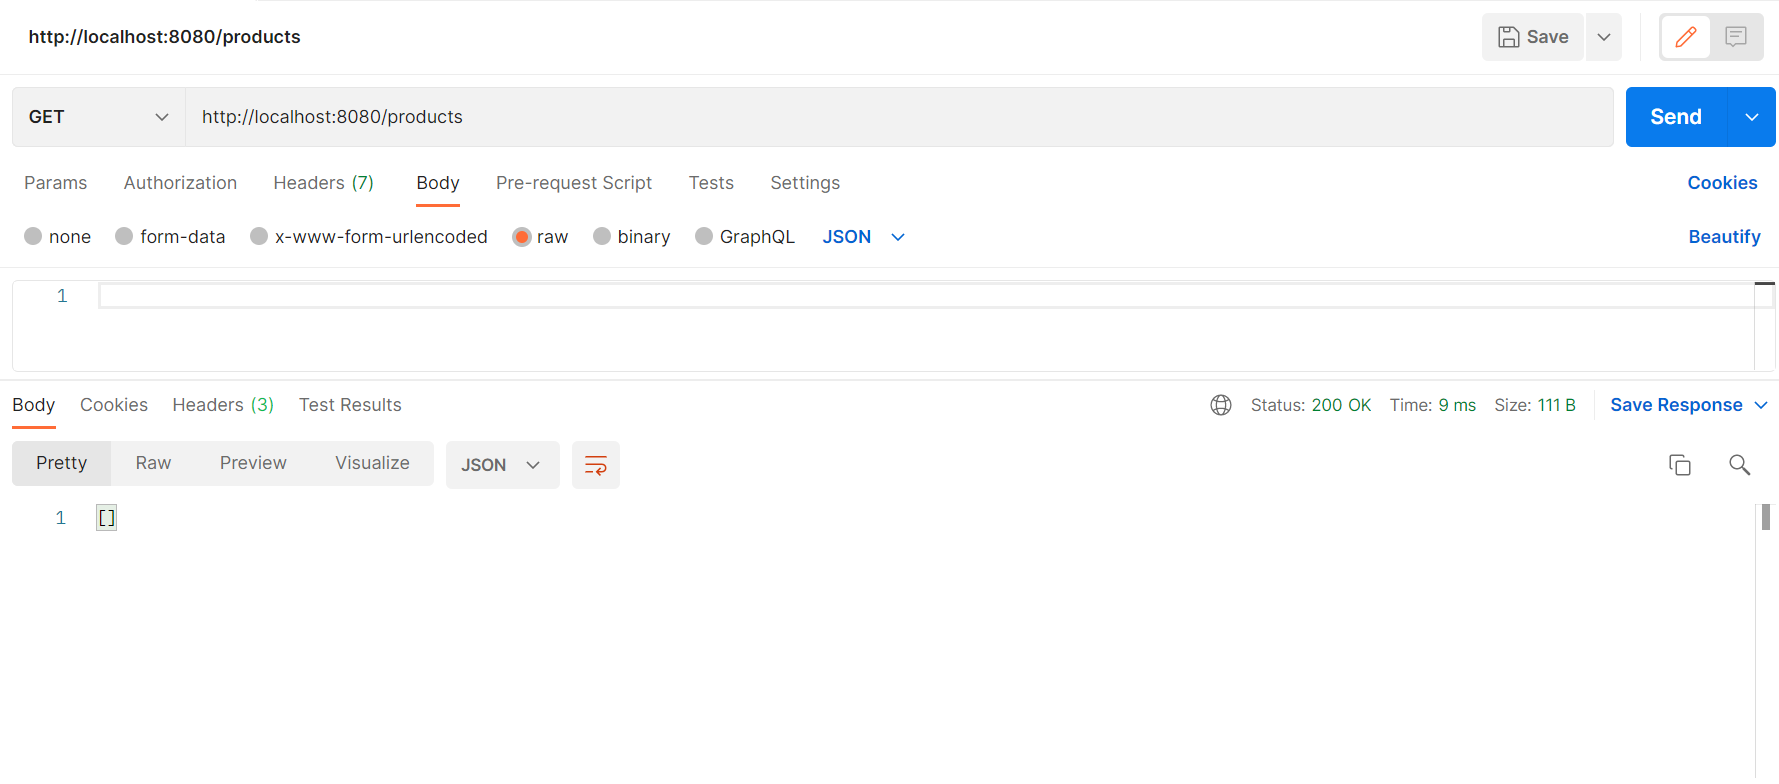 http://localhost:8080/products Save
GET http://localhost:8080/products Send
Params Authorization Headers (7) Body Pre-request Script Tests Settings Cookies
none form-data x-www-form-urlencoded raw binary GraphQL JSON Beautify
1
Body Cookies Headers (3) Test Results Status: 200 OK Time: 9 ms Size: 111 B Save Response
Pretty Raw Preview Visualize JSON
1 []